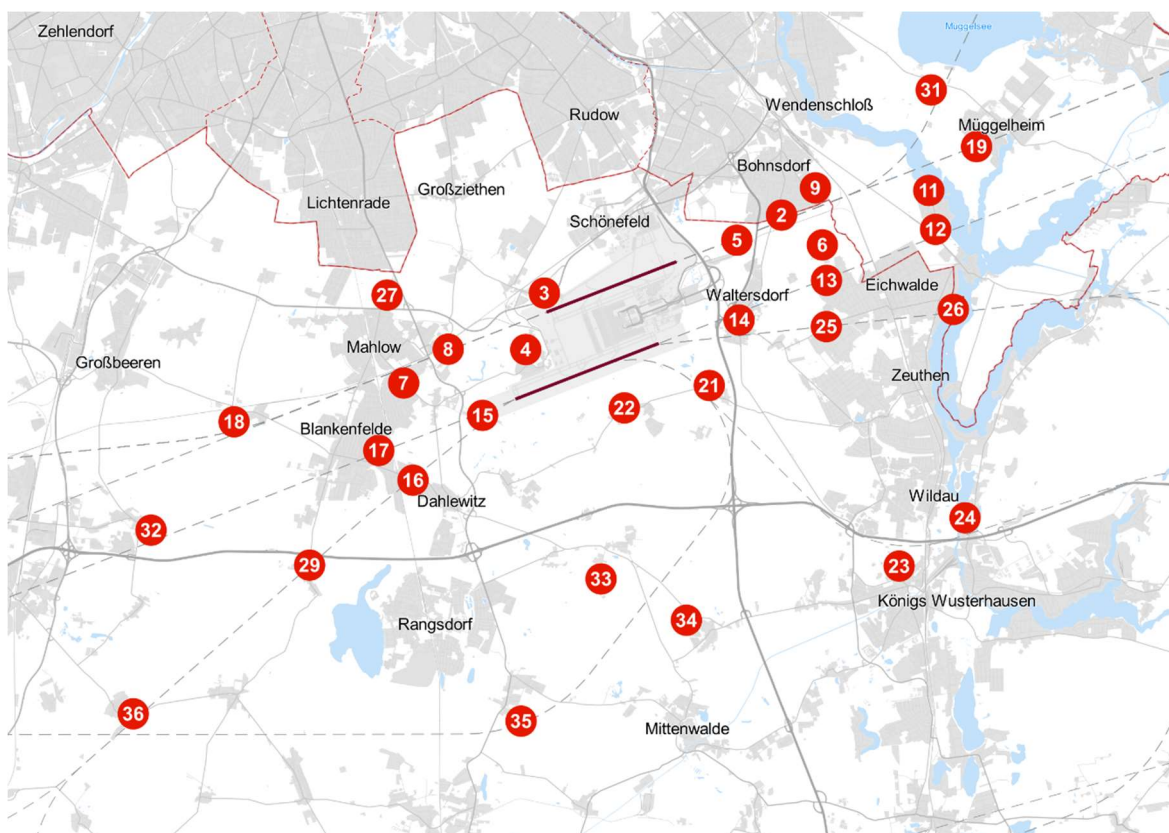 Zehlendorf
Müggelsee
31
Wendenschloß
Rudow
Müggelheim
19
Bohnsdorf
Großziethen
9
11
Lichtenrade
2
Schönefeld
12
5
6
13
Eichwalde
27
3
Waltersdorf
26
14
25
Mahlow
8
4
Großbeeren
7
21
Zeuthen
15
22
18
Blankenfelde
17
16
Dahlewitz
Wildau
24
32
29
23
33
Königs Wusterhausen
Rangsdorf
34
36
35
Mittenwalde